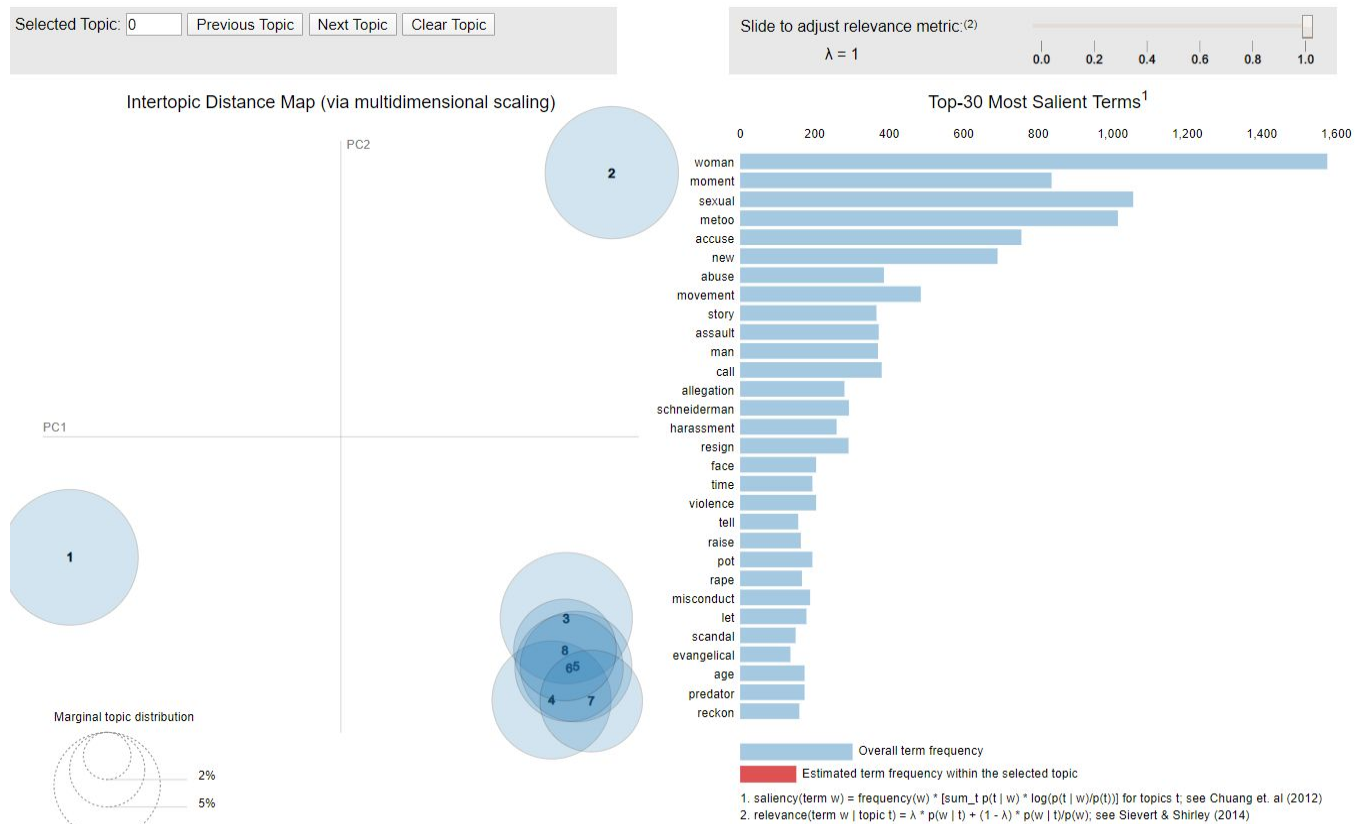 Selected Topic: 0 Previous Topic Next Topic Clear Topic
Slide to adjust relevance metric:(2)
λ = 1
0.0 0.2 0.4 0.6 0.8 1.0
Intertopic Distance Map (via multidimensional scaling)
PC2
PC1
2
1
3
8
6 5
4 7
Marginal topic distribution
2%
5%
Top-30 Most Salient Terms1
0 200 400 600 800 1,000 1,200 1,400 1,600
woman
moment
sexual
metoo
accuse
new
abuse
movement
story
assault
man
call
allegation
schneiderman
harassment
resign
face
time
violence
tell
raise
pot
rape
misconduct
let
scandal
evangelical
age
predator
reckon
Overall term frequency
Estimated term frequency within the selected topic
1. saliency(term w) = frequency(w) * [sum_t p(t | w) * log(p(t | w)/p(t))] for topics t; see Chuang et. al (2012)
2. relevance(term w | topic t) = λ * p(w | t) + (1 - λ) * p(w | t)/p(w); see Sievert & Shirley (2014)